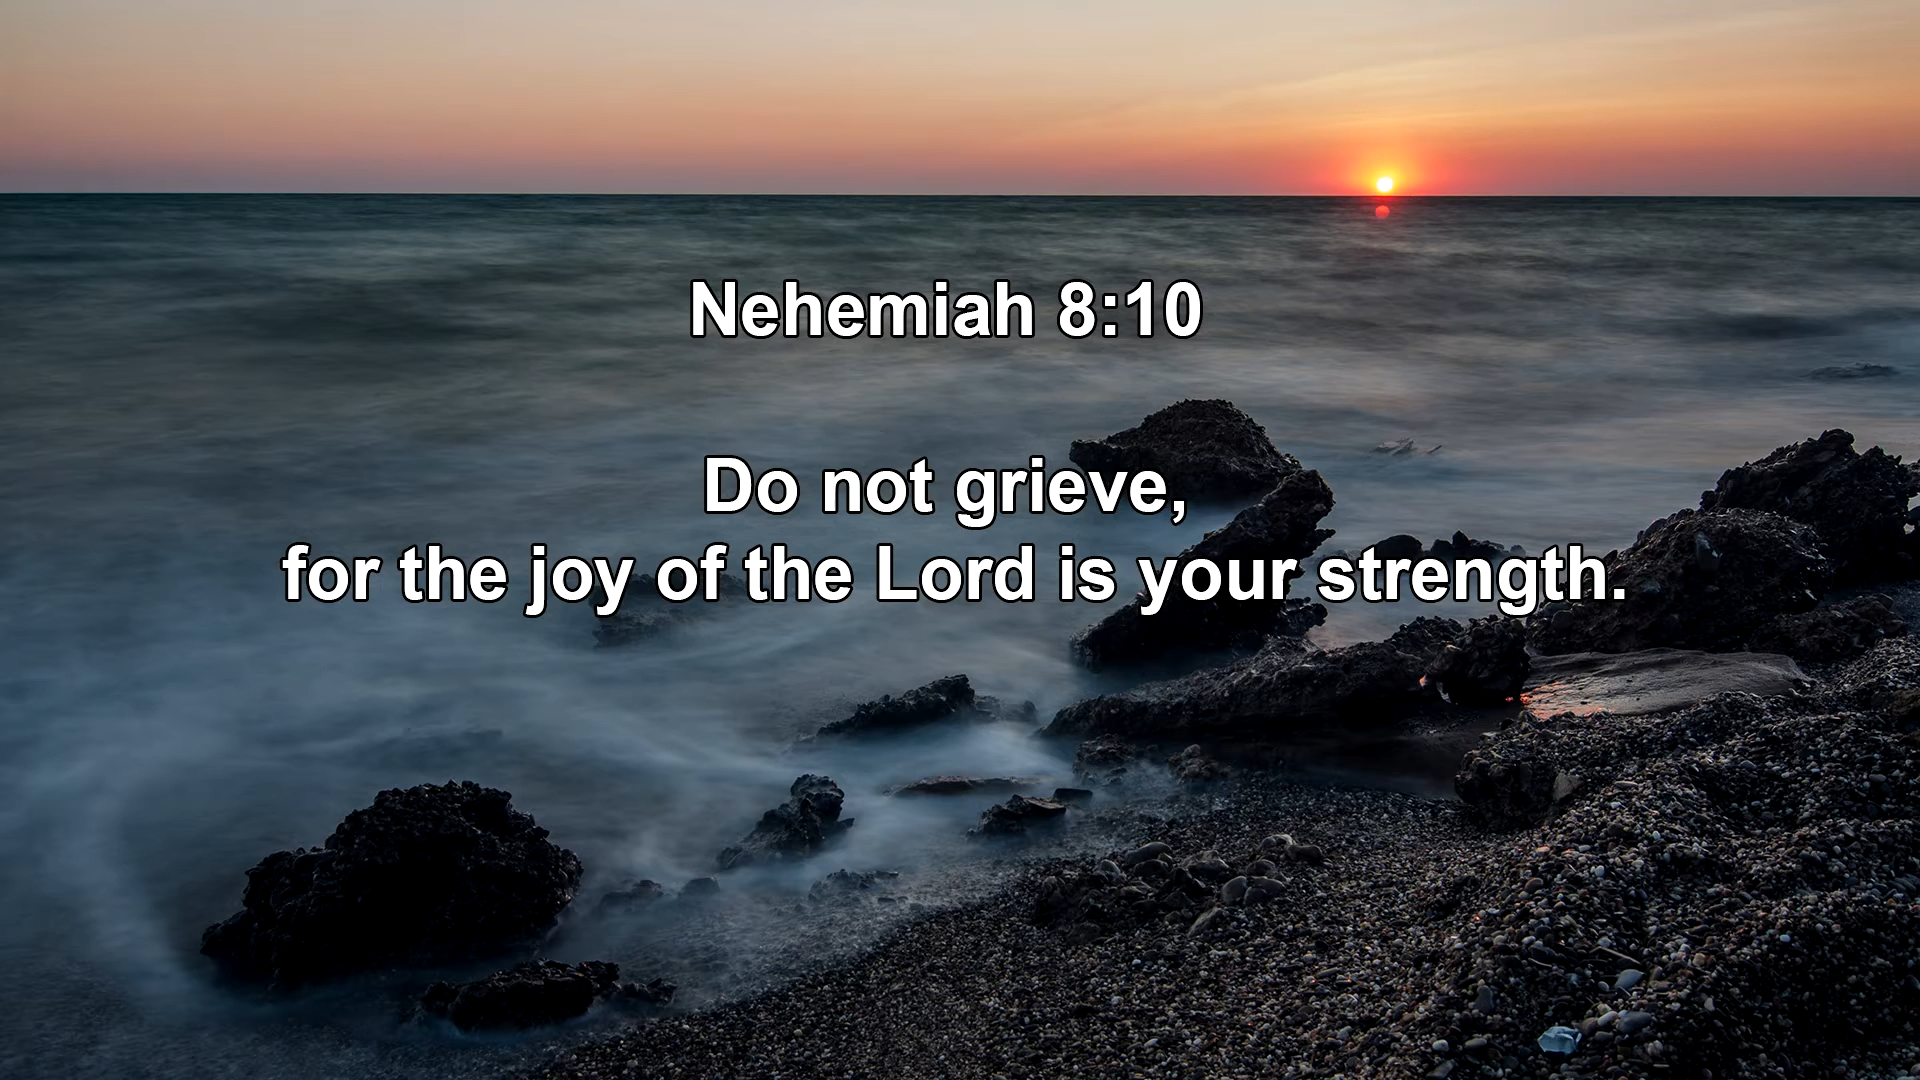 Nehemiah 8:10
Do not grieve,
for the joy of the Lord is your strength.